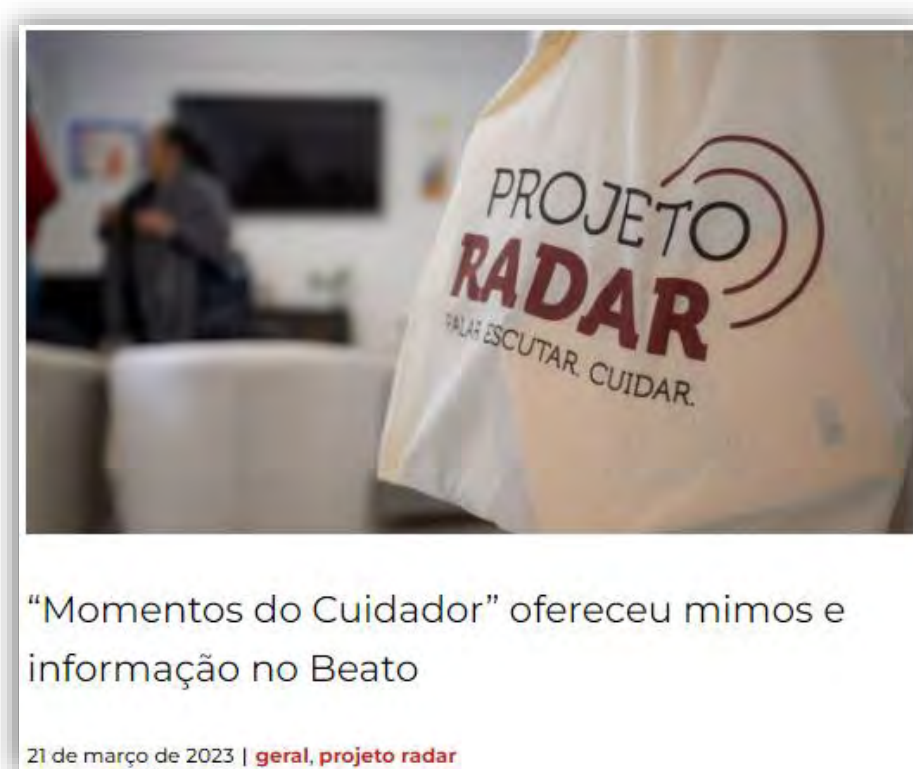 PROJETO
RADAR
FALAR. ESCUTAR. CUIDAR.
“Momentos do Cuidador” ofereceu mimos e
informação no Beato
21 de março de 2023 | geral, projeto radar